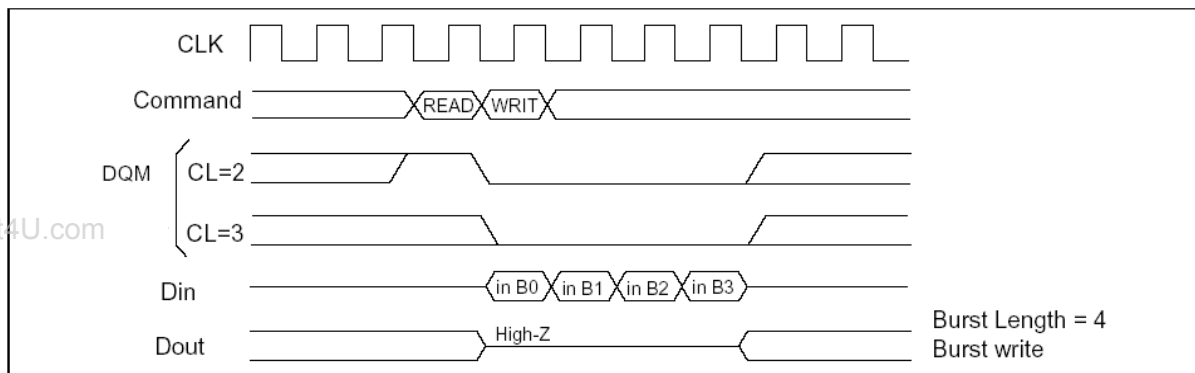 CLK
Command
READ WRIT
DQM
CL=2
t4U.com
CL=3
Din
in B0 in B1 in B2 in B3
Dout
High-Z
Burst Length = 4
Burst write